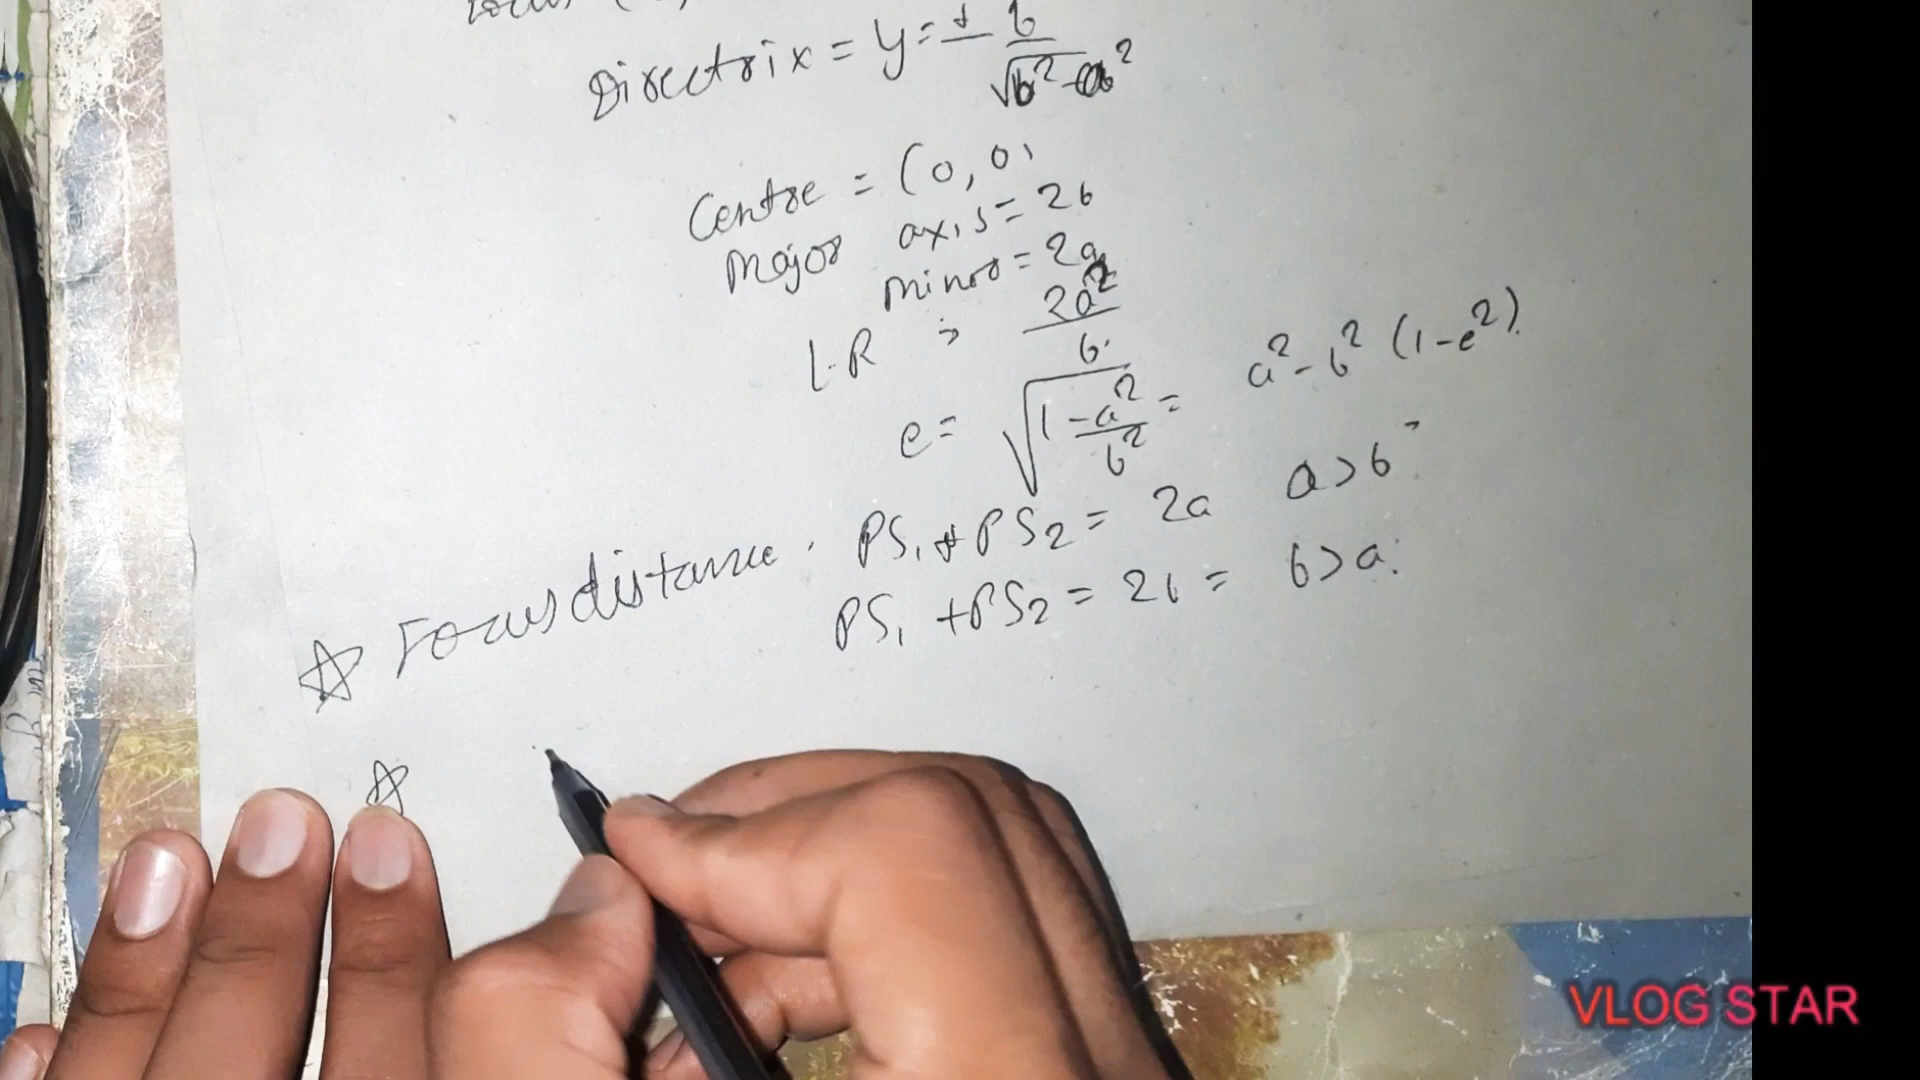 Directrix = y = ± b / √b² - a²
Centre = (0, 0)
Major axis = 2b
minor = 2a
L.R = 2a² / b.
e = √1 - a² / b² = a² - b² (1 - e²).
☆ Focus distance. PS₁ + PS₂ = 2a a > b
PS₁ + PS₂ = 2b = b > a.
☆
VLOG STAR